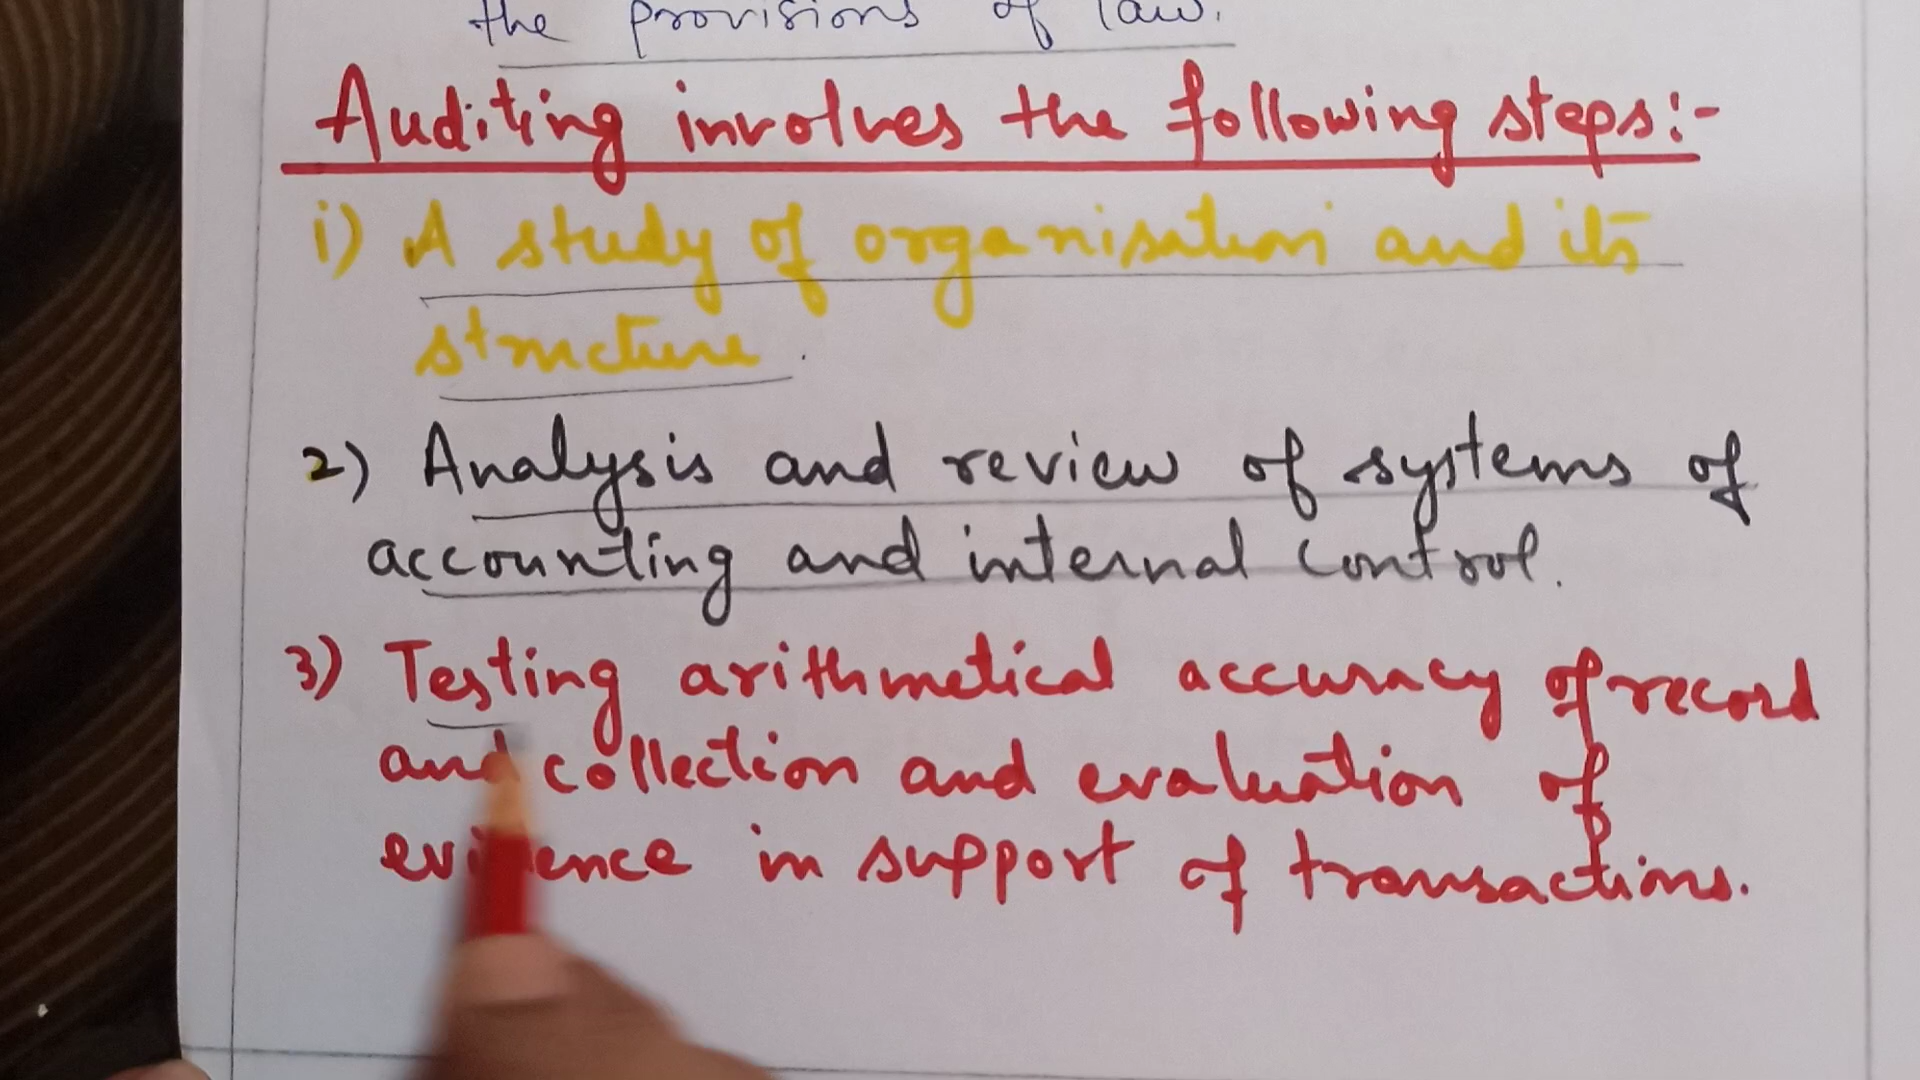 the provisions of law.
Auditing involves the following steps:-
i) A study of organisation and its
structure.
2) Analysis and review of systems of
accounting and internal control.
3) Testing arithmetical accuracy of record
and collection and evaluation of
evidence in support of transactions.